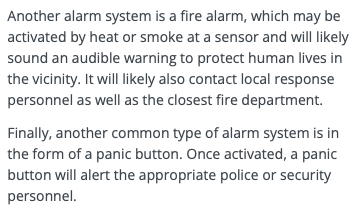 Another alarm system is a fire alarm, which may be
activated by heat or smoke at a sensor and will likely
sound an audible warning to protect human lives in
the vicinity. It will likely also contact local response
personnel as well as the closest fire department.
Finally, another common type of alarm system is in
the form of a panic button. Once activated, a panic
button will alert the appropriate police or security
personnel.